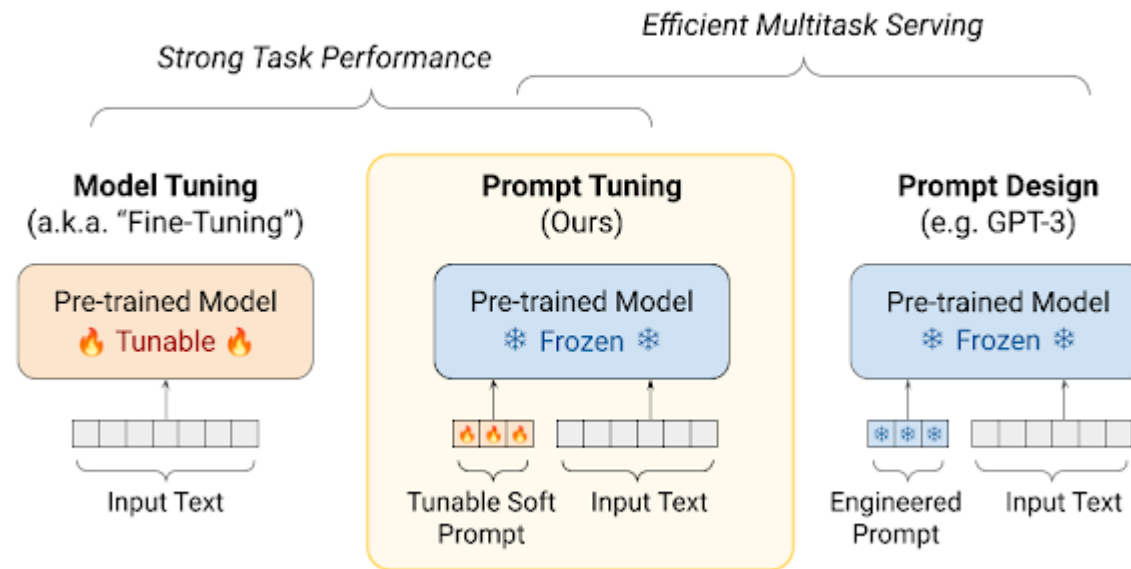 Efficient Multitask Serving
Strong Task Performance
Model Tuning
(a.k.a. “Fine-Tuning”)
Pre-trained Model
🔥 Tunable 🔥
Input Text
Prompt Tuning
(Ours)
Pre-trained Model
❄ Frozen ❄
Tunable Soft
Prompt
Input Text
Prompt Design
(e.g. GPT-3)
Pre-trained Model
❄ Frozen ❄
Engineered
Prompt
Input Text